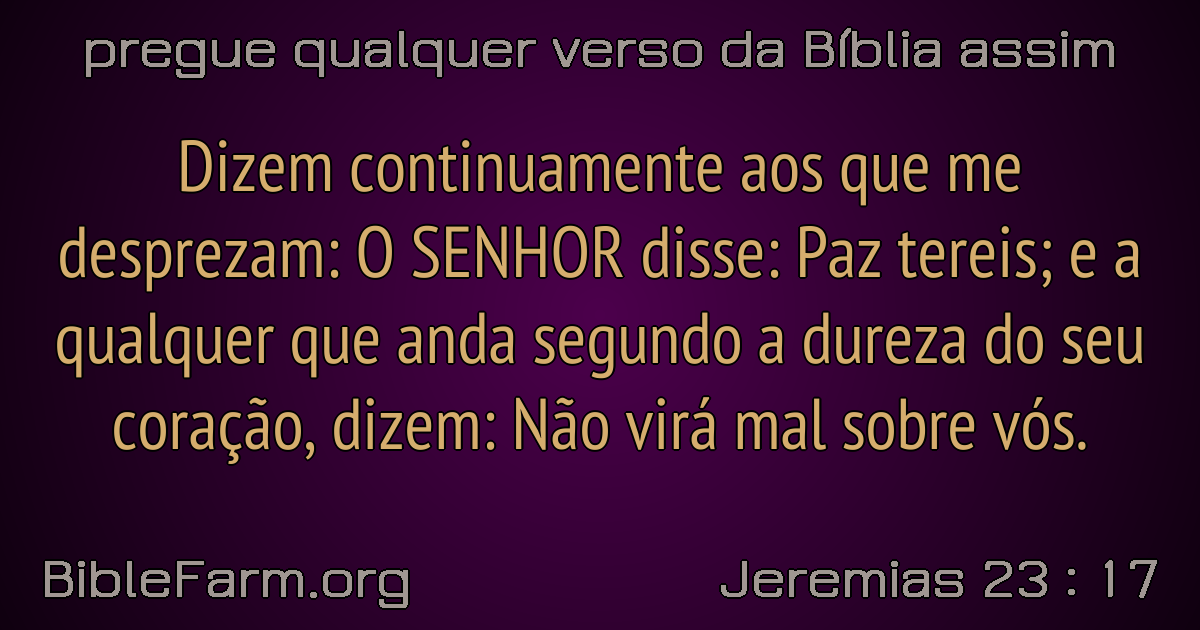 pregue qualquer verso da Bíblia assim
Dizem continuamente aos que me
desprezam: O SENHOR disse: Paz tereis; e a
qualquer que anda segundo a dureza do seu
coração, dizem: Não virá mal sobre vós.
BibleFarm.org
Jeremias 23 : 17